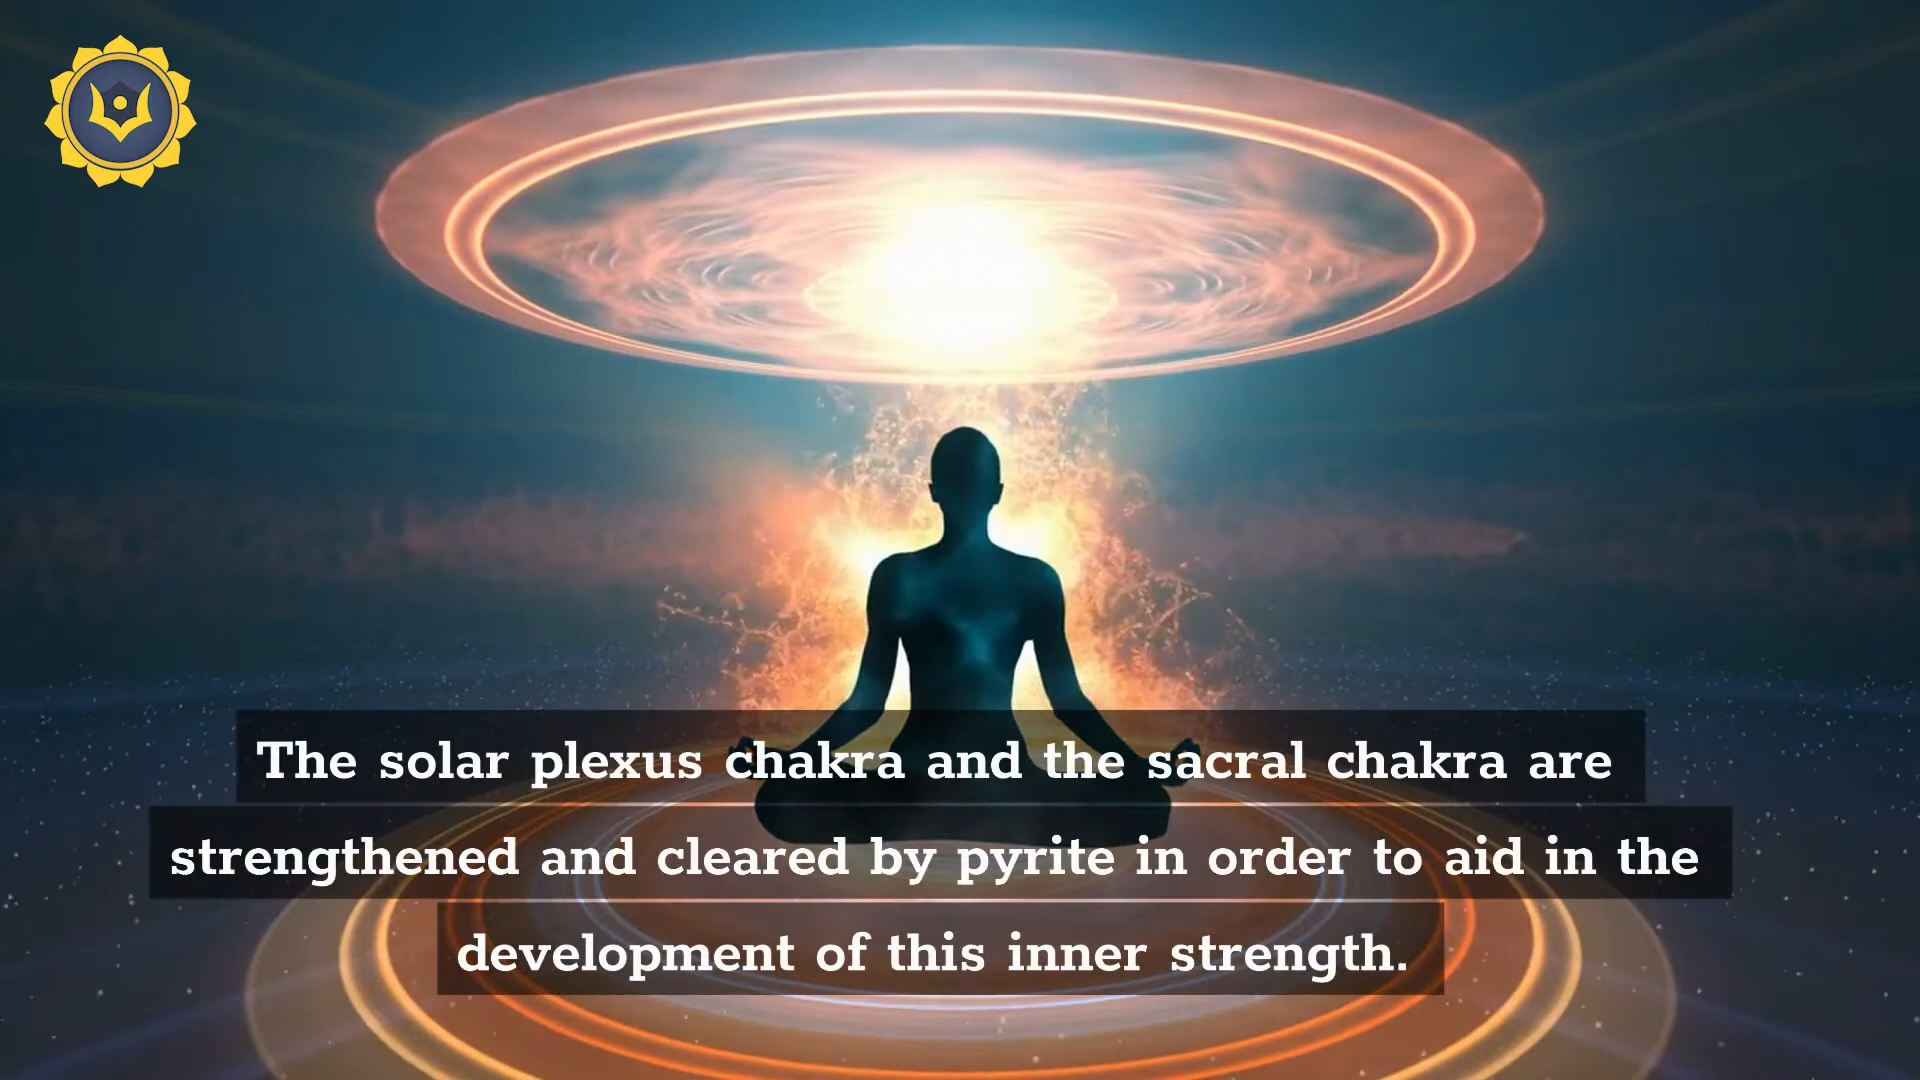 The solar plexus chakra and the sacral chakra are
strengthened and cleared by pyrite in order to aid in the
development of this inner strength.